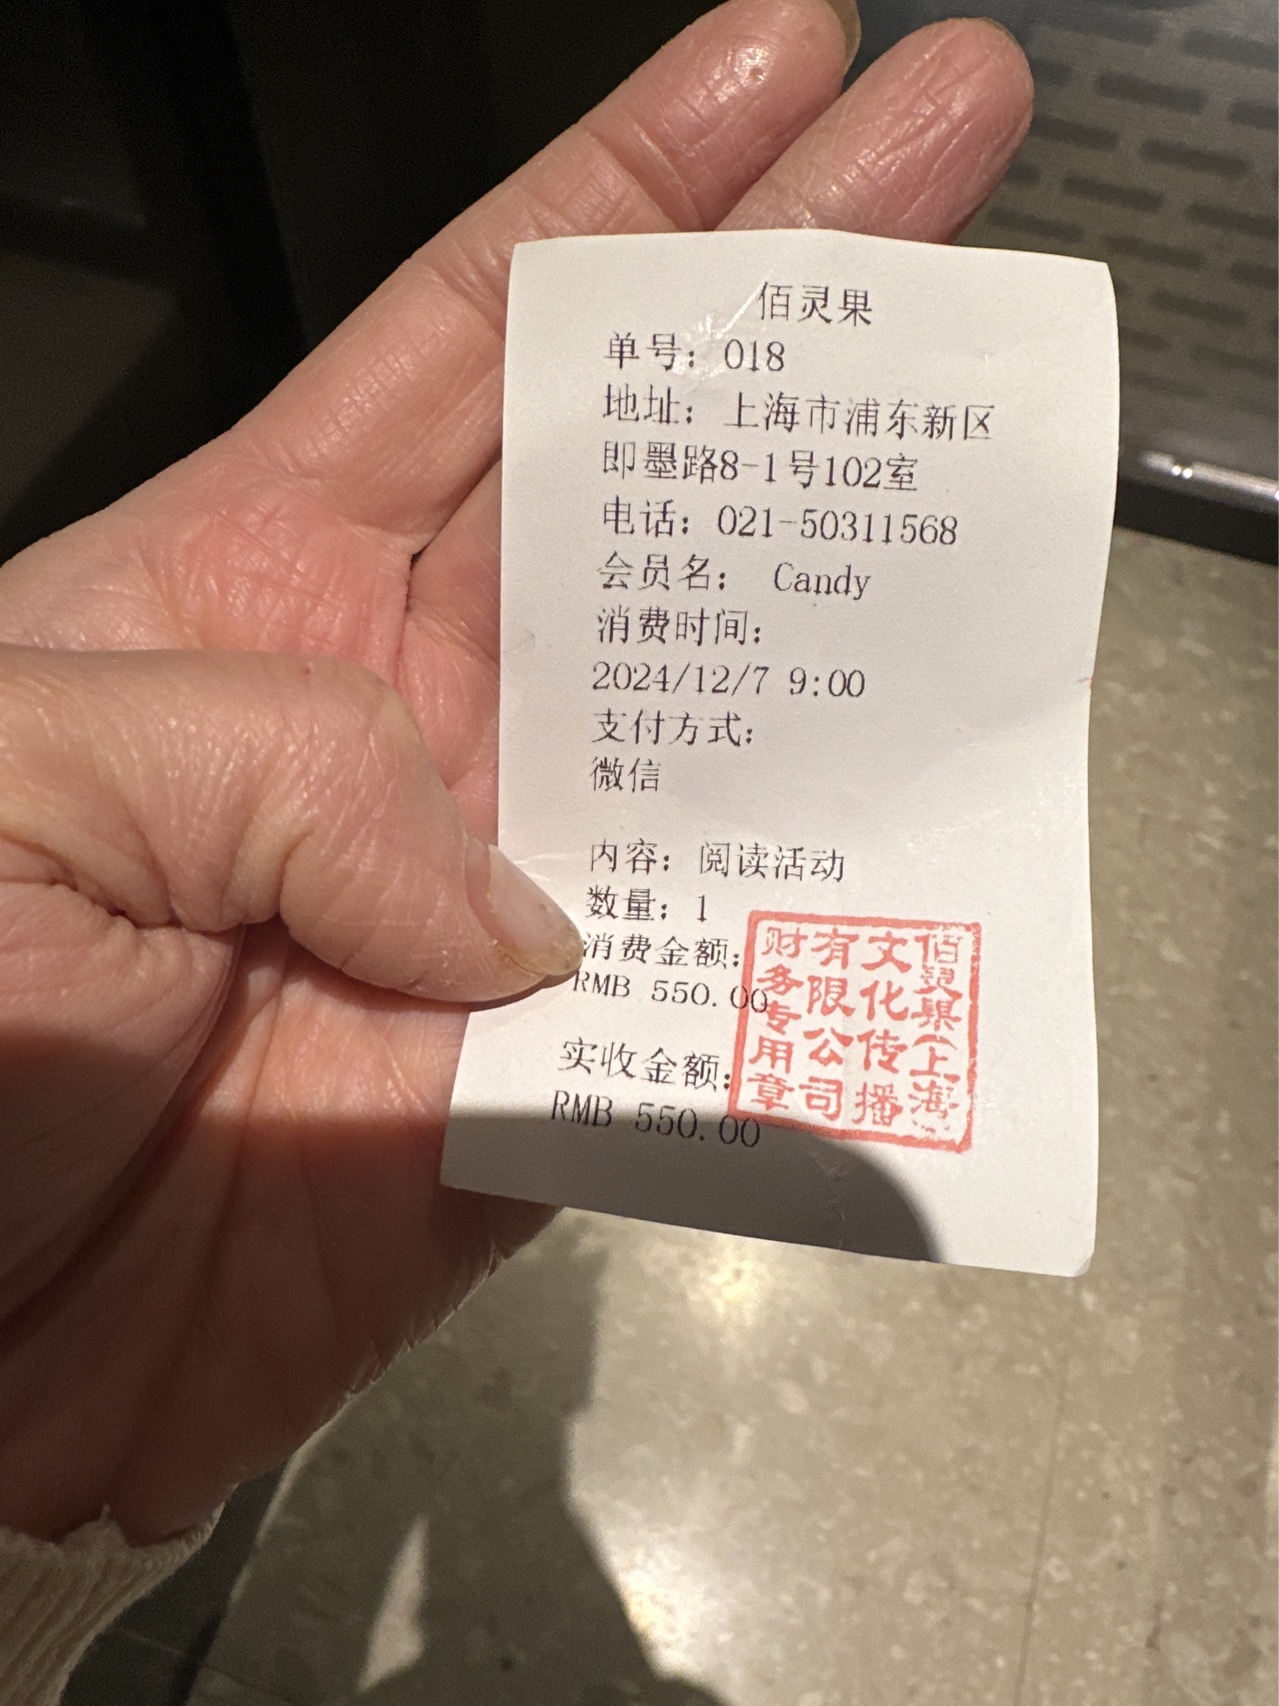 佰灵果
单号：018
地址：上海市浦东新区
即墨路8-1号102室
电话：021-50311568
会员名： Candy
消费时间：
2024/12/7 9:00
支付方式：
微信
内容：阅读活动
数量：1
消费金额：
RMB 550.00
实收金额：
RMB 550.00
佰灵果（上海
文化传播
有限公司
财务专用章